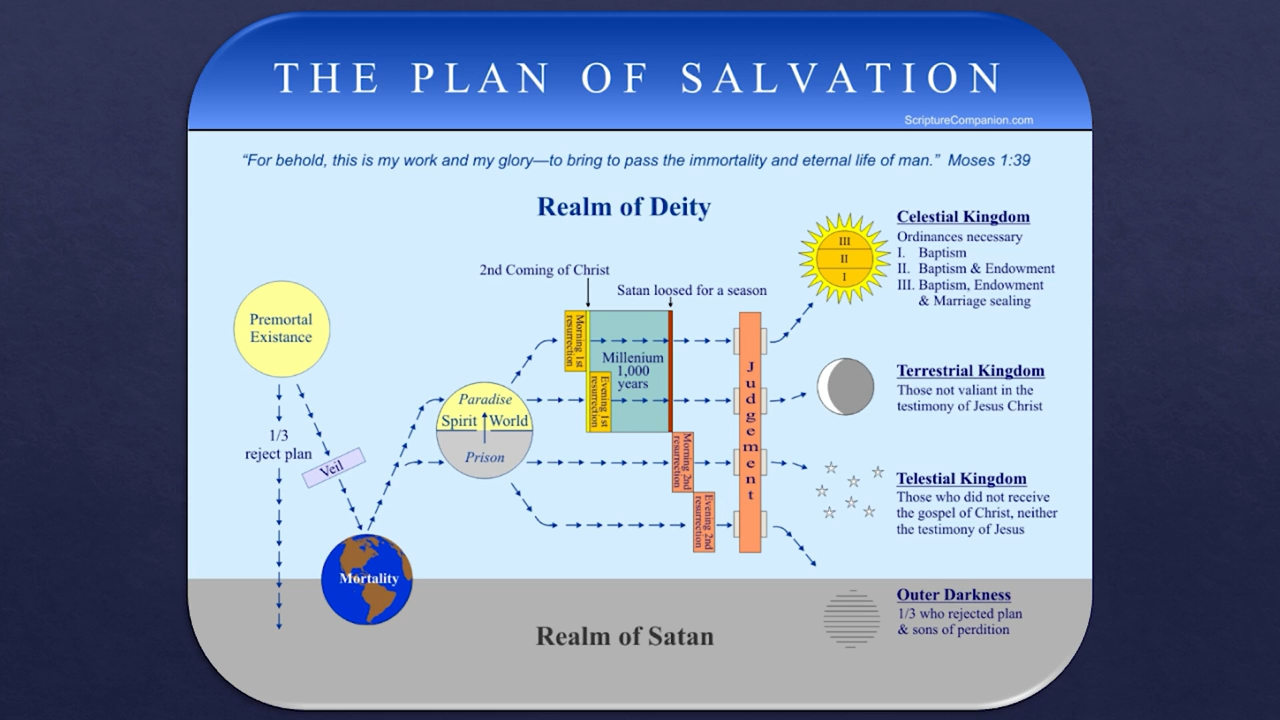 THE PLAN OF SALVATION
ScriptureCompanion.com
“For behold, this is my work and my glory—to bring to pass the immortality and eternal life of man.” Moses 1:39
Realm of Deity
Premortal
Existance
1/3
reject plan
Veil
Mortality
Paradise
Spirit World
Prison
2nd Coming of Christ
Satan loosed for a season
Morning 1st
resurrection
Evening 1st
resurrection
Millenium
1,000
years
Morning 2nd
resurrection
Evening 2nd
resurrection
Judgement
III
II
I
Celestial Kingdom
Ordinances necessary
I. Baptism
II. Baptism & Endowment
III. Baptism, Endowment
& Marriage sealing
Terrestrial Kingdom
Those not valiant in the
testimony of Jesus Christ
Telestial Kingdom
Those who did not receive
the gospel of Christ, neither
the testimony of Jesus
Outer Darkness
1/3 who rejected plan
& sons of perdition
Realm of Satan